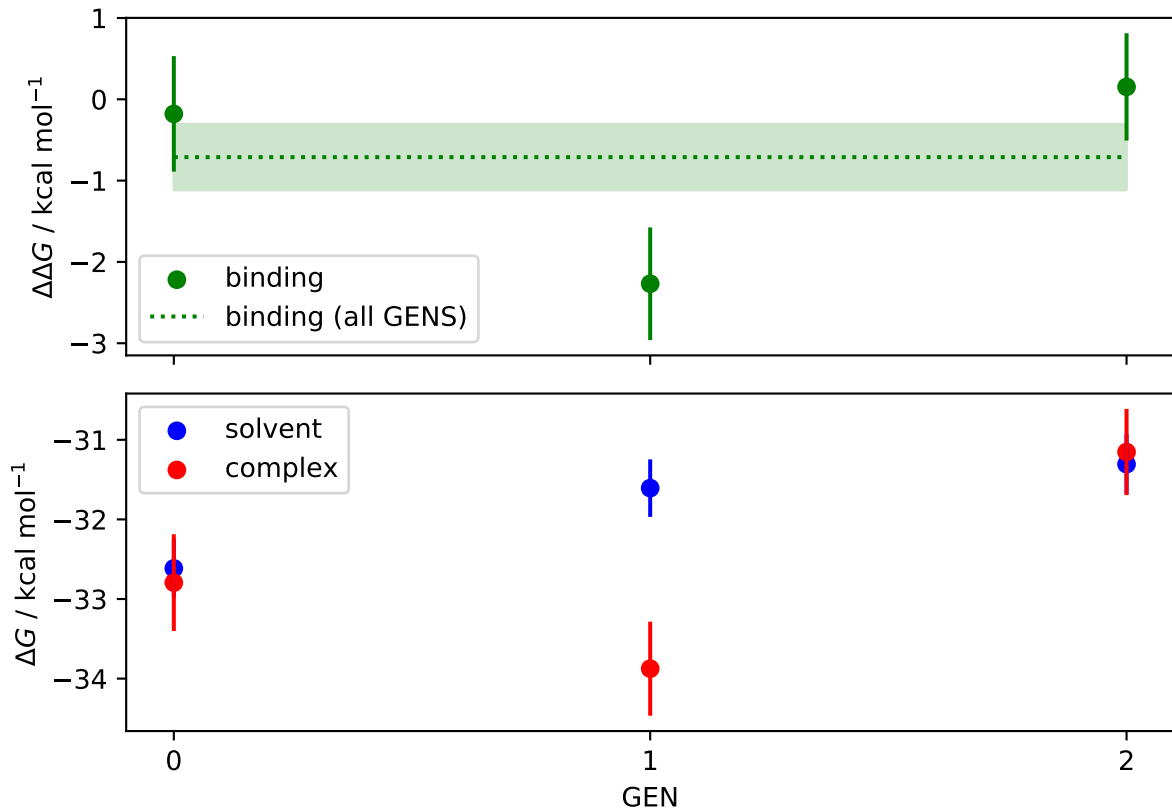 1
0
−1
−2
−3
ΔΔG / kcal mol⁻¹
binding
binding (all GENS)
−31
−32
−33
−34
ΔG / kcal mol⁻¹
solvent
complex
0 1 2
GEN